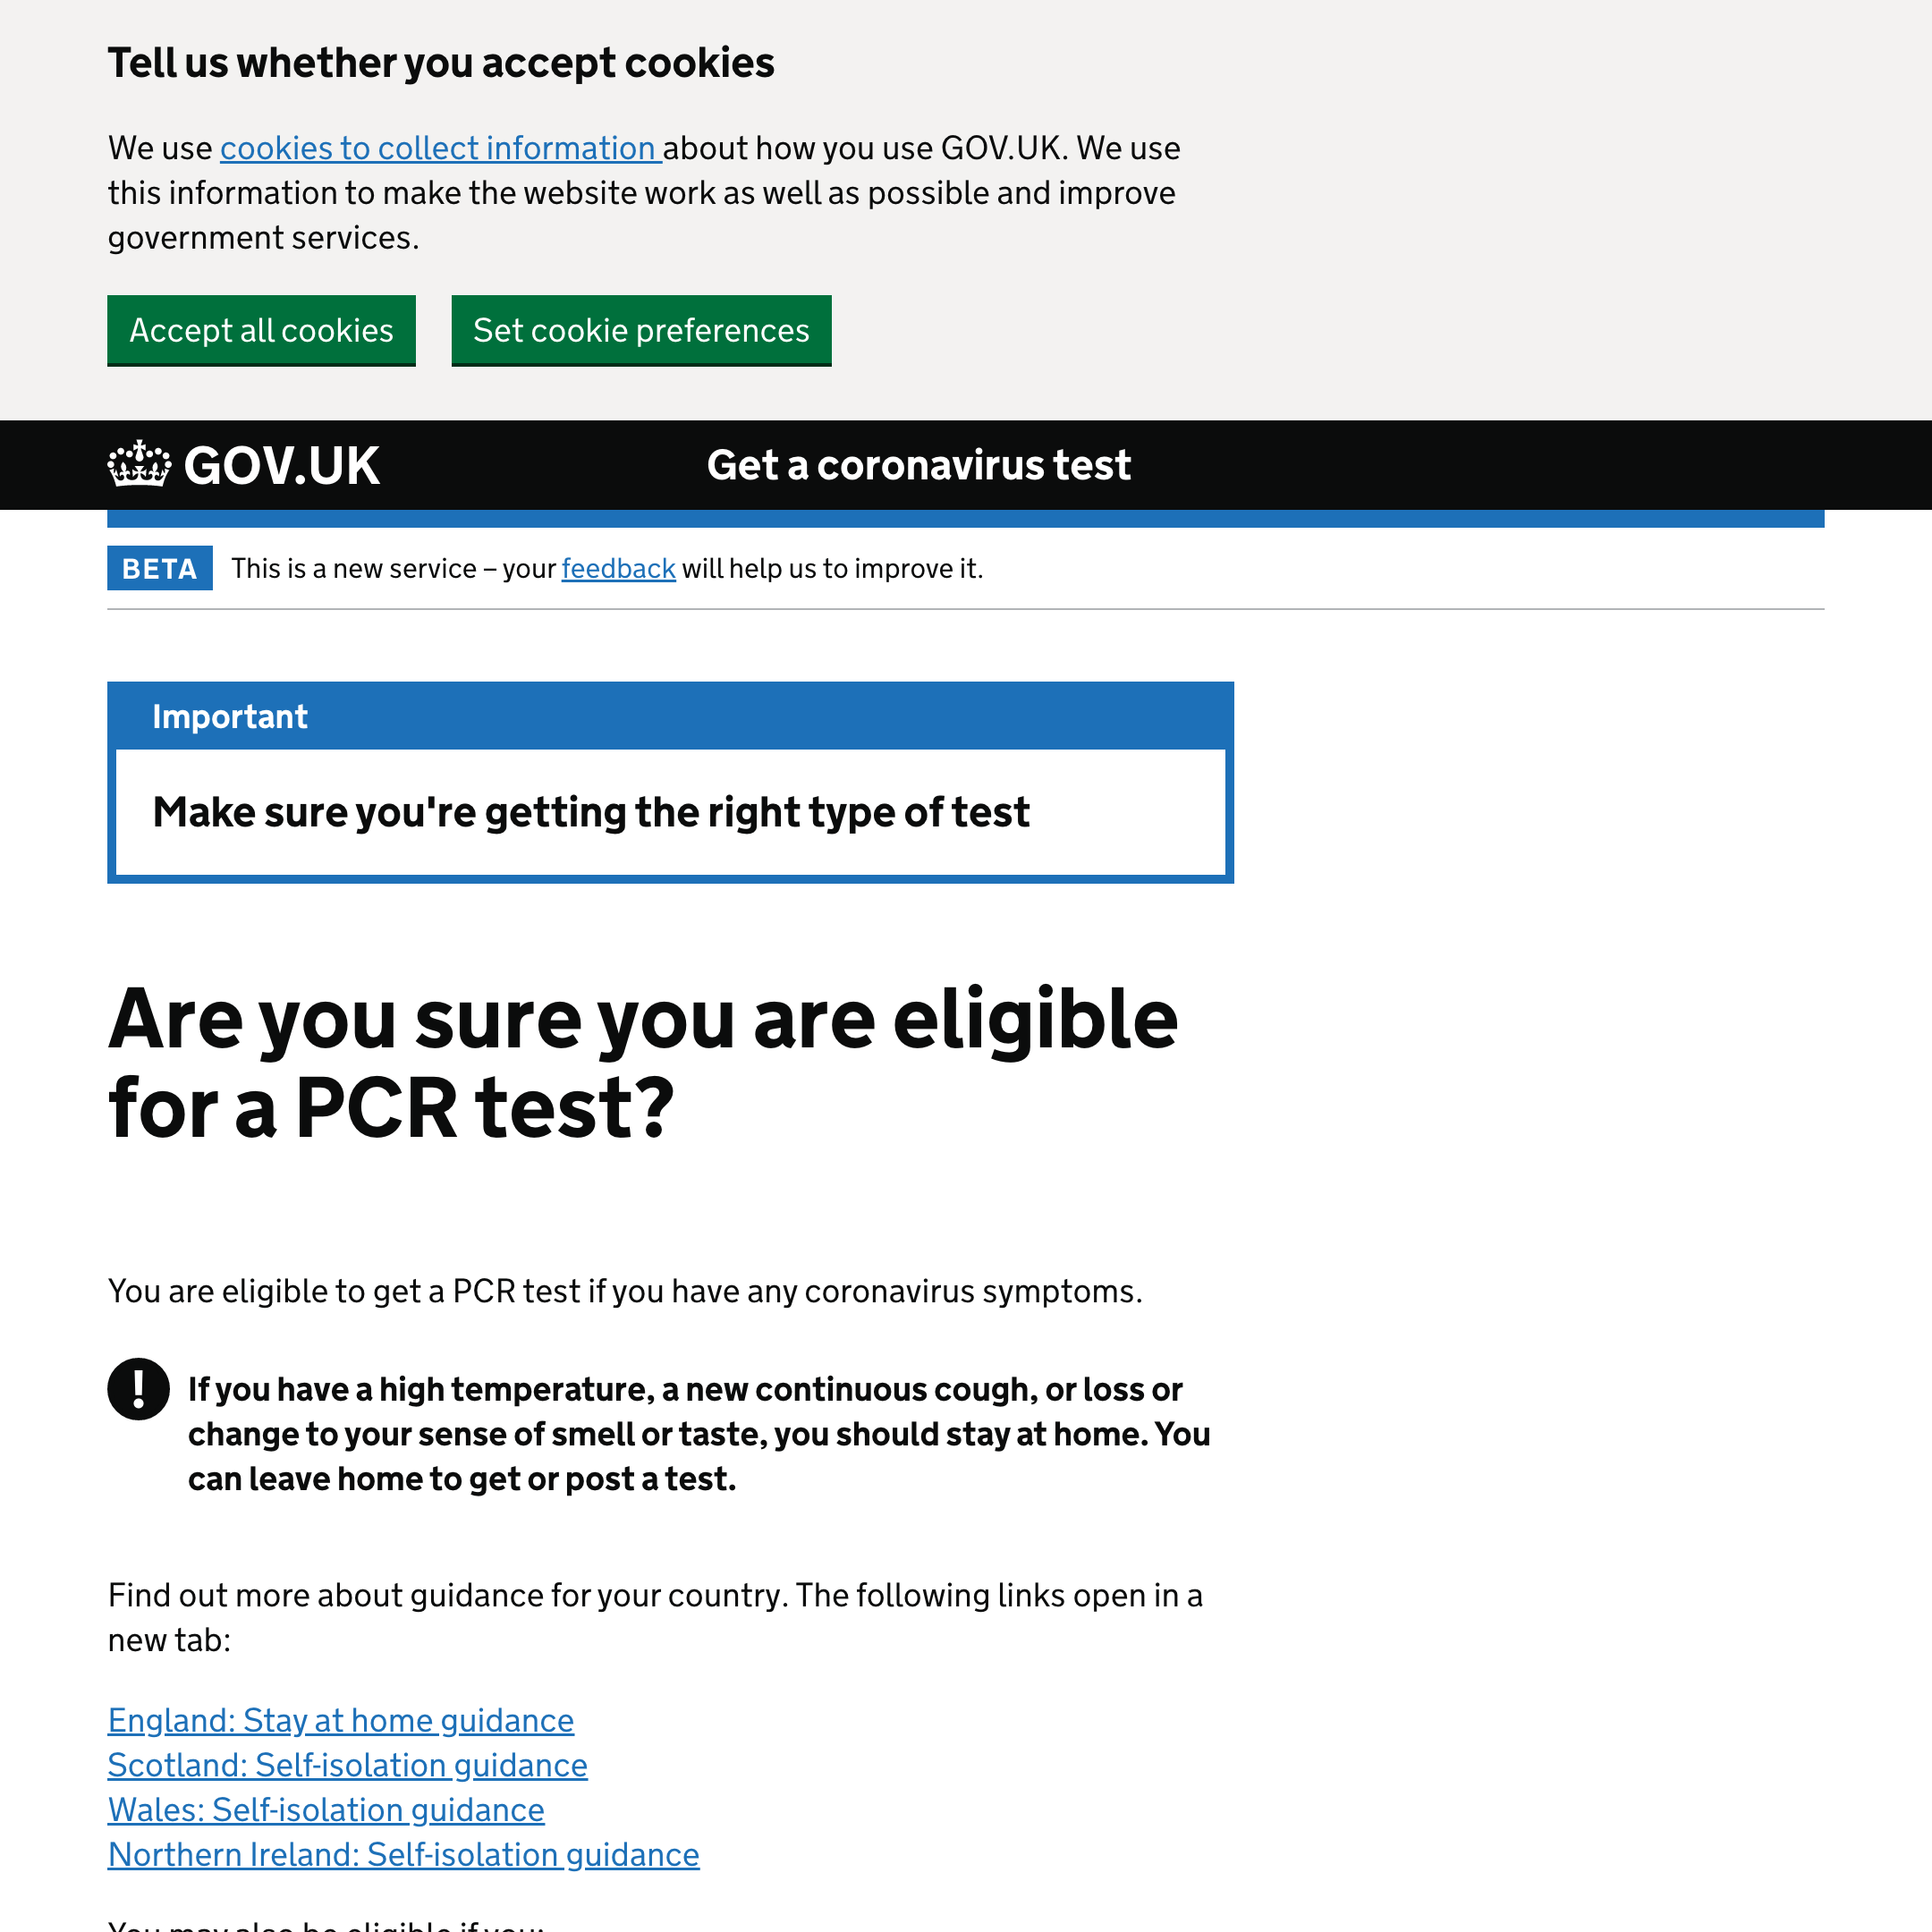 Tell us whether you accept cookies
We use cookies to collect information about how you use GOV.UK. We use
this information to make the website work as well as possible and improve
government services.
Accept all cookies
Set cookie preferences
GOV.UK
Get a coronavirus test
BETA
This is a new service – your feedback will help us to improve it.
Important
Make sure you're getting the right type of test
Are you sure you are eligible
for a PCR test?
You are eligible to get a PCR test if you have any coronavirus symptoms.
! If you have a high temperature, a new continuous cough, or loss or
change to your sense of smell or taste, you should stay at home. You
can leave home to get or post a test.
Find out more about guidance for your country. The following links open in a
new tab:
England: Stay at home guidance
Scotland: Self-isolation guidance
Wales: Self-isolation guidance
Northern Ireland: Self-isolation guidance
You may also be eligible if you: